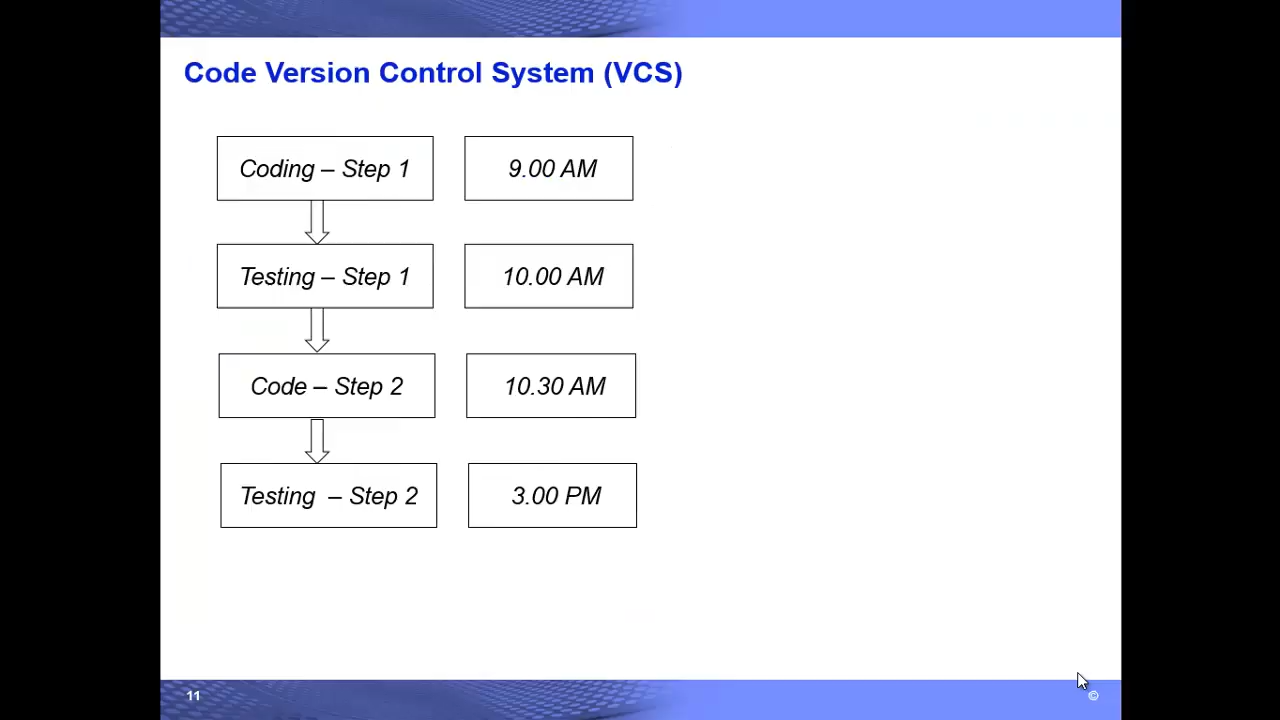 Code Version Control System (VCS)
Coding – Step 1
9.00 AM
Testing – Step 1
10.00 AM
Code – Step 2
10.30 AM
Testing – Step 2
3.00 PM
11
©